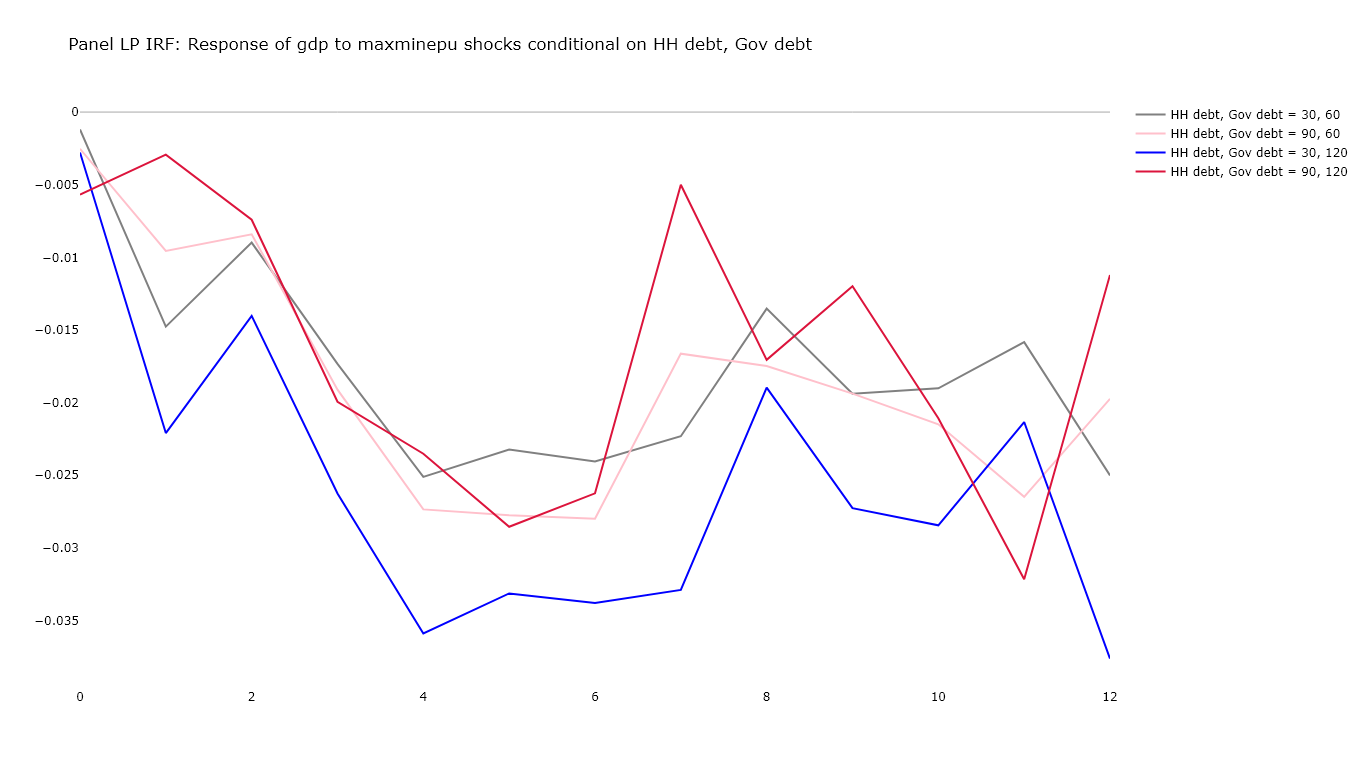 Panel LP IRF: Response of gdp to maxminepu shocks conditional on HH debt, Gov debt
HH debt, Gov debt = 30, 60
HH debt, Gov debt = 90, 60
HH debt, Gov debt = 30, 120
HH debt, Gov debt = 90, 120
0
−0.005
−0.01
−0.015
−0.02
−0.025
−0.03
−0.035
0 2 4 6 8 10 12